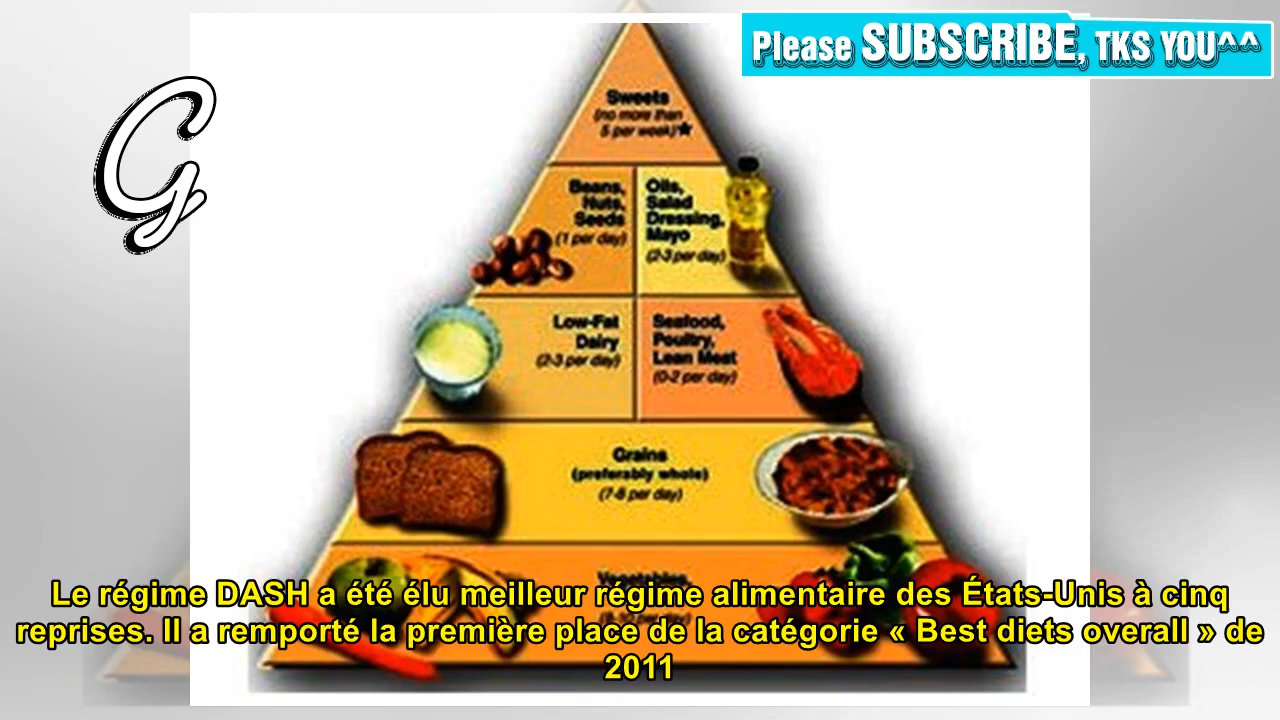 Please SUBSCRIBE, TKS YOU^^
G
Sweets
(no more than
5 per week)★
Beans,
Nuts,
Seeds
(1 per day)
Oils,
Salad
Dressing,
Mayo
(2-3 per day)
Low-Fat
Dairy
(2-3 per day)
Seafood,
Poultry,
Lean Meat
(0-2 per day)
Grains
(preferably whole)
(7-8 per day)
Vegetables,
Le régime DASH a été élu meilleur régime alimentaire des États-Unis à cinq
reprises. Il a remporté la première place de la catégorie « Best diets overall » de
2011